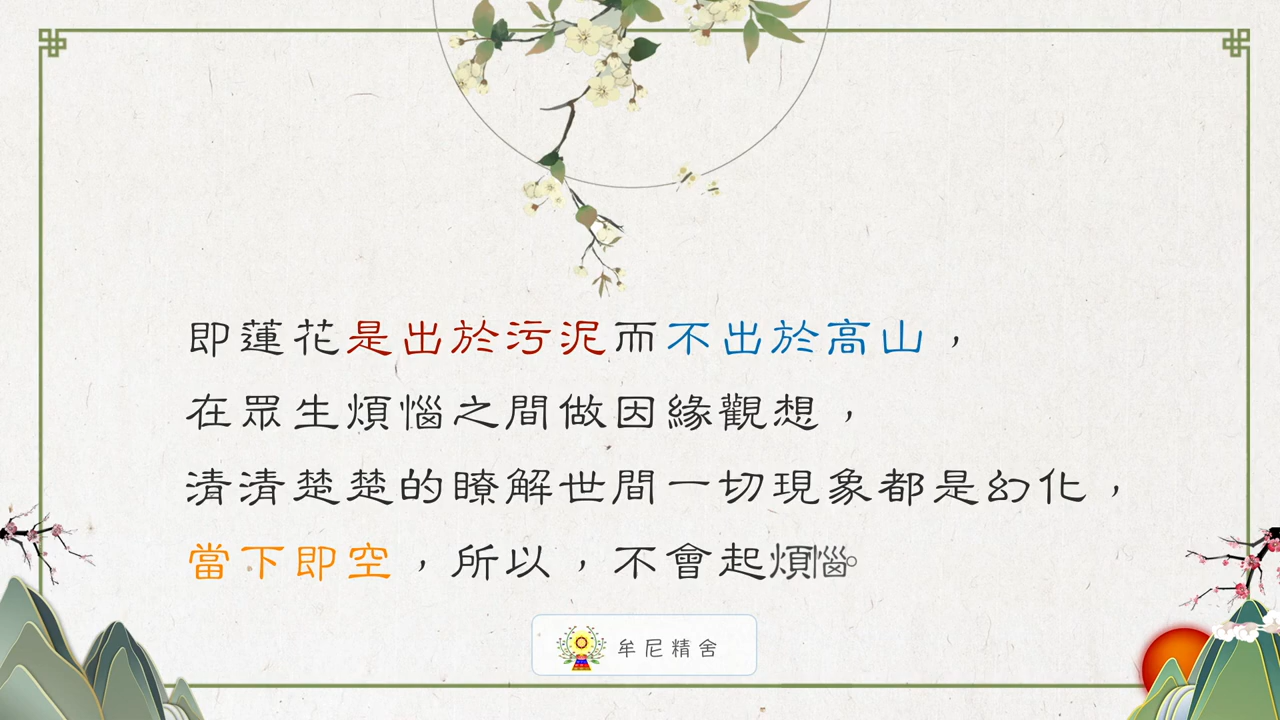 即蓮花是出於污泥而不出於高山，
在眾生煩惱之間做因緣觀想，
清清楚楚的瞭解世間一切現象都是幻化，
當下即空，所以，不會起煩惱。
牟尼精舍